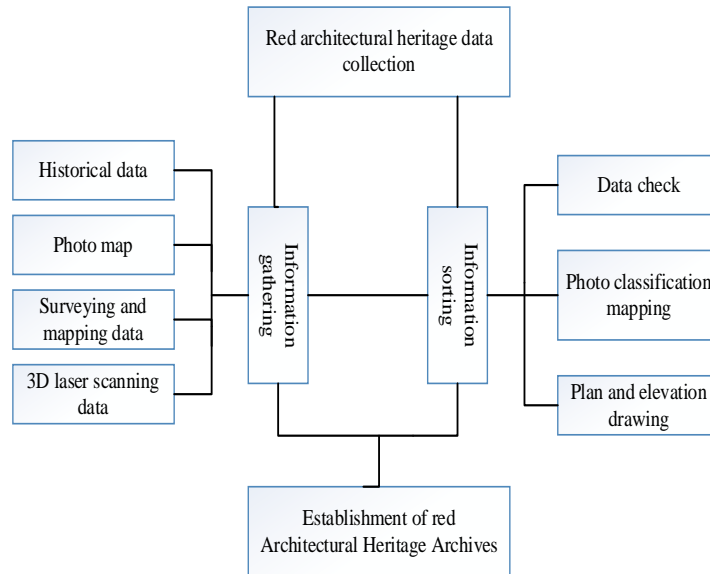 Red architectural heritage data
collection
Historical data
Photo map
Surveying and
mapping data
3D laser scanning
data
Information
gathering
Information
sorting
Data check
Photo classification
mapping
Plan and elevation
drawing
Establishment of red
Architectural Heritage Archives